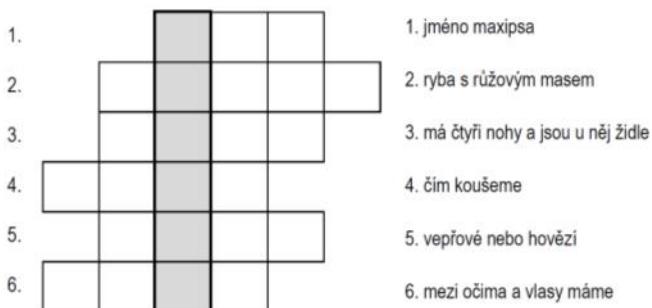 1. 1. jméno maxipsa
2. 2. ryba s růžovým masem
3. 3. má čtyři nohy a jsou u něj židle
4. 4. čím koušeme
5. 5. vepřové nebo hovězí
6. 6. mezi očima a vlasy máme